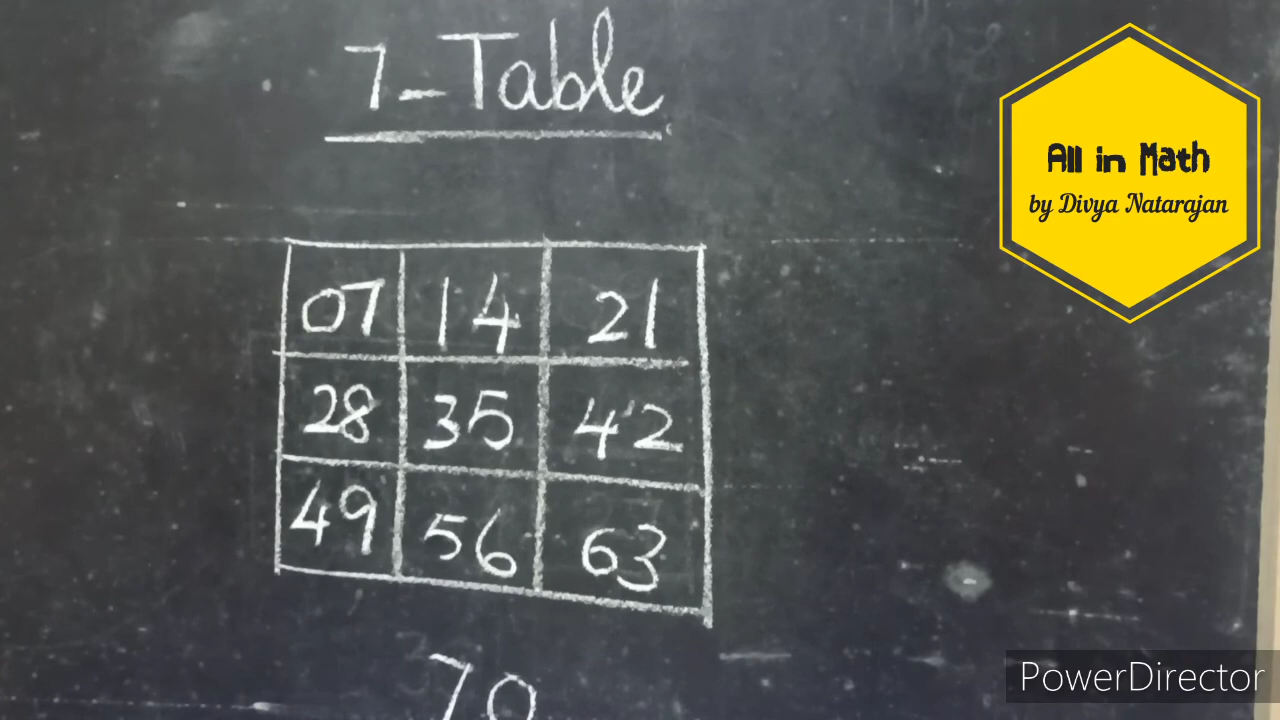 7-Table
All in Math
by Divya Natarajan
07 14 21
28 35 42
49 56 63
70
PowerDirector